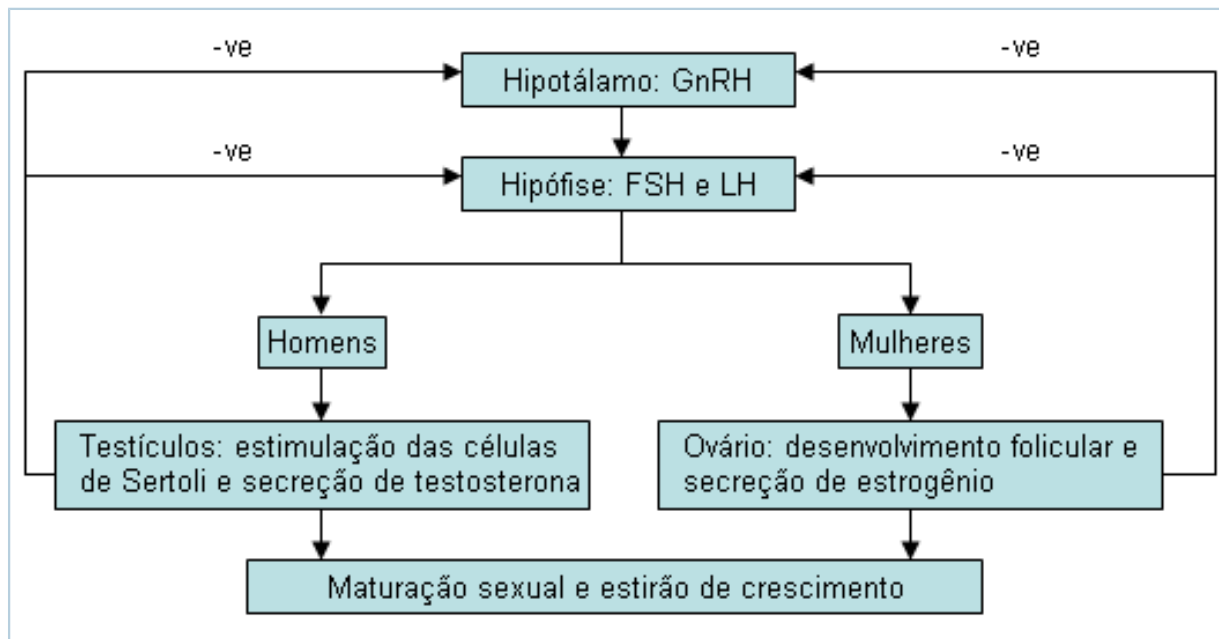 -ve
-ve
Hipotálamo: GnRH
-ve
-ve
Hipófise: FSH e LH
Homens
Mulheres
Testículos: estimulação das células
de Sertoli e secreção de testosterona
Ovário: desenvolvimento folicular e
secreção de estrogênio
Maturação sexual e estirão de crescimento